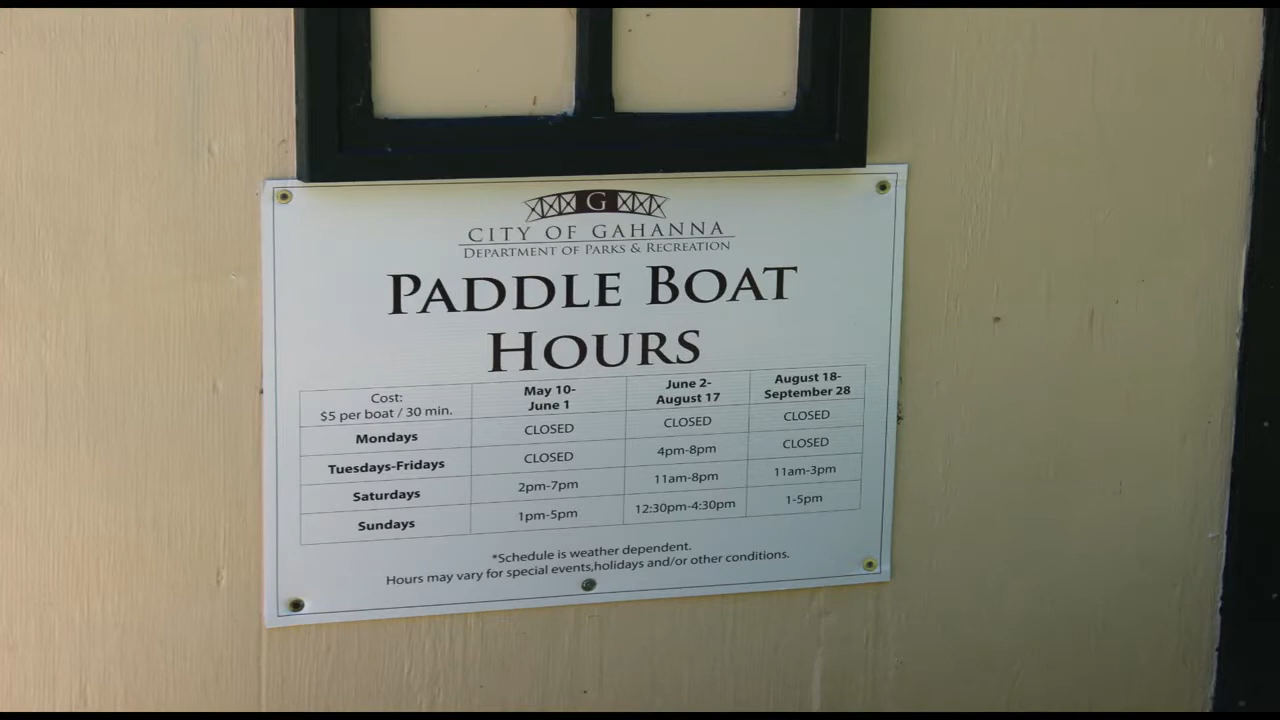 G
CITY OF GAHANNA
DEPARTMENT OF PARKS & RECREATION
PADDLE BOAT
HOURS
Cost:
$5 per boat / 30 min.
May 10-
June 1
June 2-
August 17
August 18-
September 28
Mondays CLOSED CLOSED CLOSED
Tuesdays-Fridays CLOSED 4pm-8pm CLOSED
Saturdays 2pm-7pm 11am-8pm 11am-3pm
Sundays 1pm-5pm 12:30pm-4:30pm 1-5pm
*Schedule is weather dependent.
Hours may vary for special events,holidays and/or other conditions.